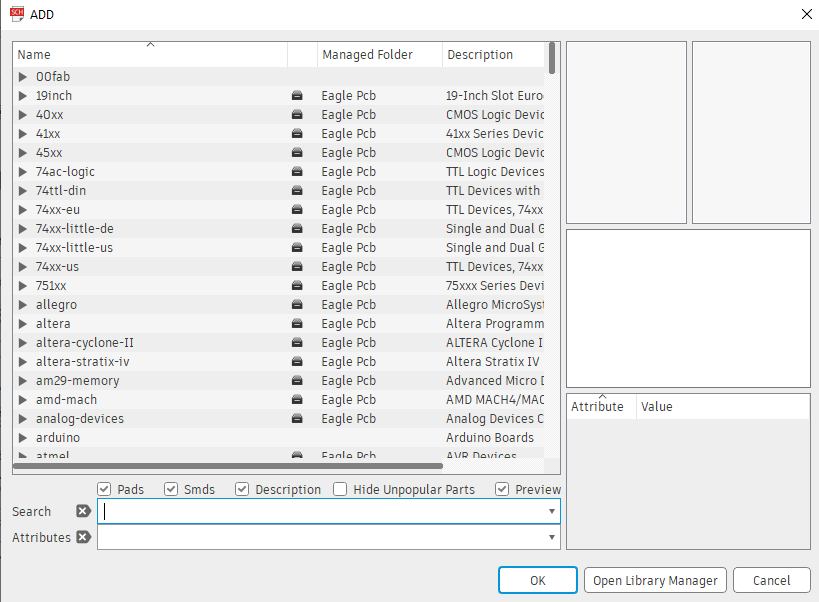 SCH ADD
Name Managed Folder Description
00fab
19inch Eagle Pcb 19-Inch Slot Euro
40xx Eagle Pcb CMOS Logic Devic
41xx Eagle Pcb 41xx Series Devic
45xx Eagle Pcb CMOS Logic Devic
74ac-logic Eagle Pcb TTL Logic Devices
74ttl-din Eagle Pcb TTL Devices with
74xx-eu Eagle Pcb TTL Devices, 74xx
74xx-little-de Eagle Pcb Single and Dual G
74xx-little-us Eagle Pcb Single and Dual G
74xx-us Eagle Pcb TTL Devices, 74xx
751xx Eagle Pcb 75xxx Series Devi
allegro Eagle Pcb Allegro MicroSyst
altera Eagle Pcb Altera Programm
altera-cyclone-II Eagle Pcb ALTERA Cyclone I
altera-stratix-iv Eagle Pcb Altera Stratix IV
am29-memory Eagle Pcb Advanced Micro D
amd-mach Eagle Pcb AMD MACH4/MAC
analog-devices Eagle Pcb Analog Devices C
arduino Arduino Boards
atmel Eagle Pcb AVR Devices
Attribute Value
Pads Smds Description Hide Unpopular Parts Preview
Search
Attributes
OK Open Library Manager Cancel